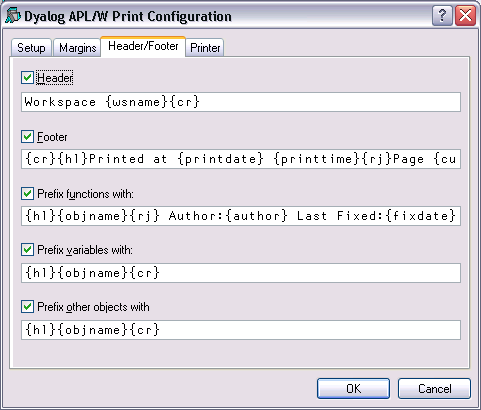 Dyalog APL/W Print Configuration
Setup Margins Header/Footer Printer
Header
Workspace {wsname}{cr}
Footer
{cr}{hl}Printed at {printdate} {printtime}{rj}Page {cu
Prefix functions with:
{hl}{objname}{rj} Author:{author} Last Fixed:{fixdate}
Prefix variables with:
{hl}{objname}{cr}
Prefix other objects with
{hl}{objname}{cr}
OK Cancel